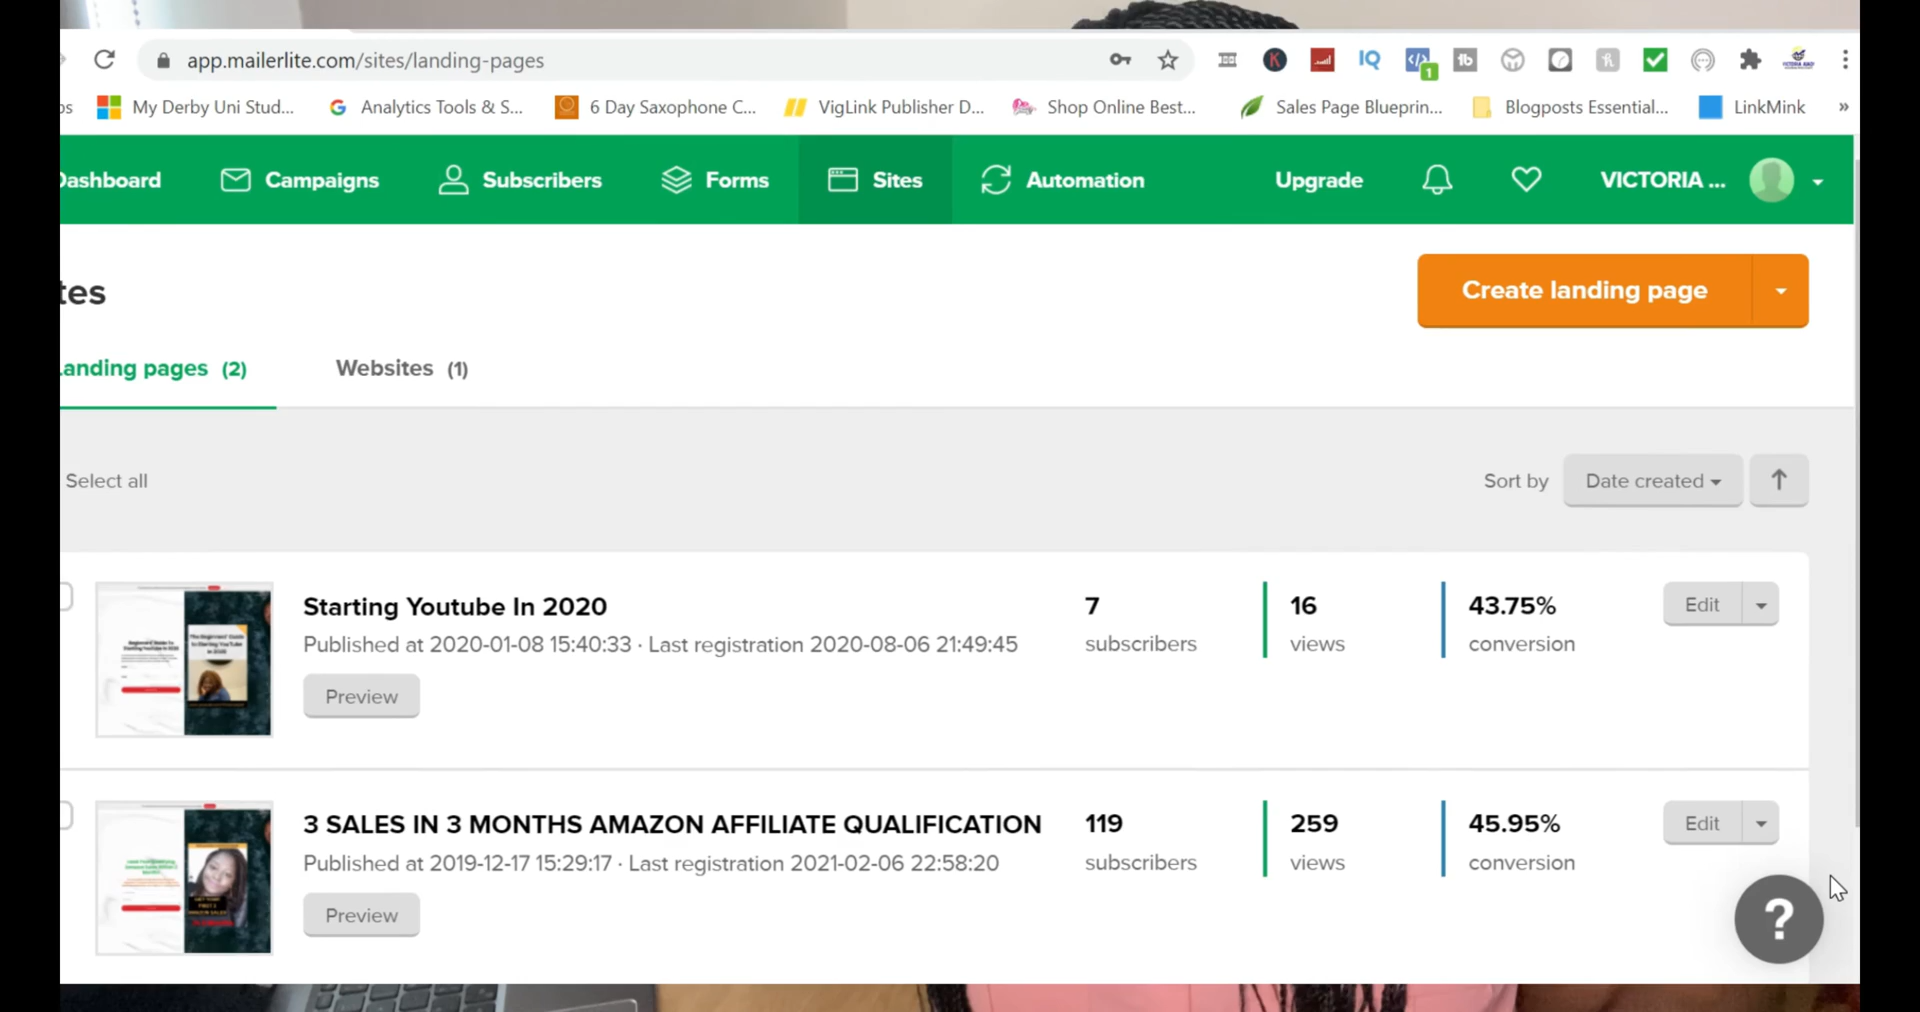 app.mailerlite.com/sites/landing-pages
IQ
1
My Derby Uni Stud...
Analytics Tools & S...
6 Day Saxophone C...
VigLink Publisher D...
Shop Online Best...
Sales Page Blueprin...
Blogposts Essential...
LinkMink
»
Dashboard
Campaigns
Subscribers
Forms
Sites
Automation
Upgrade
VICTORIA ...
tes
Create landing page
Landing pages (2)
Websites (1)
Select all
Sort by
Date created
Starting Youtube In 2020
7
16
43.75%
Edit
Published at 2020-01-08 15:40:33 · Last registration 2020-08-06 21:49:45
subscribers
views
conversion
Preview
3 SALES IN 3 MONTHS AMAZON AFFILIATE QUALIFICATION
119
259
45.95%
Edit
Published at 2019-12-17 15:29:17 · Last registration 2021-02-06 22:58:20
subscribers
views
conversion
Preview
?